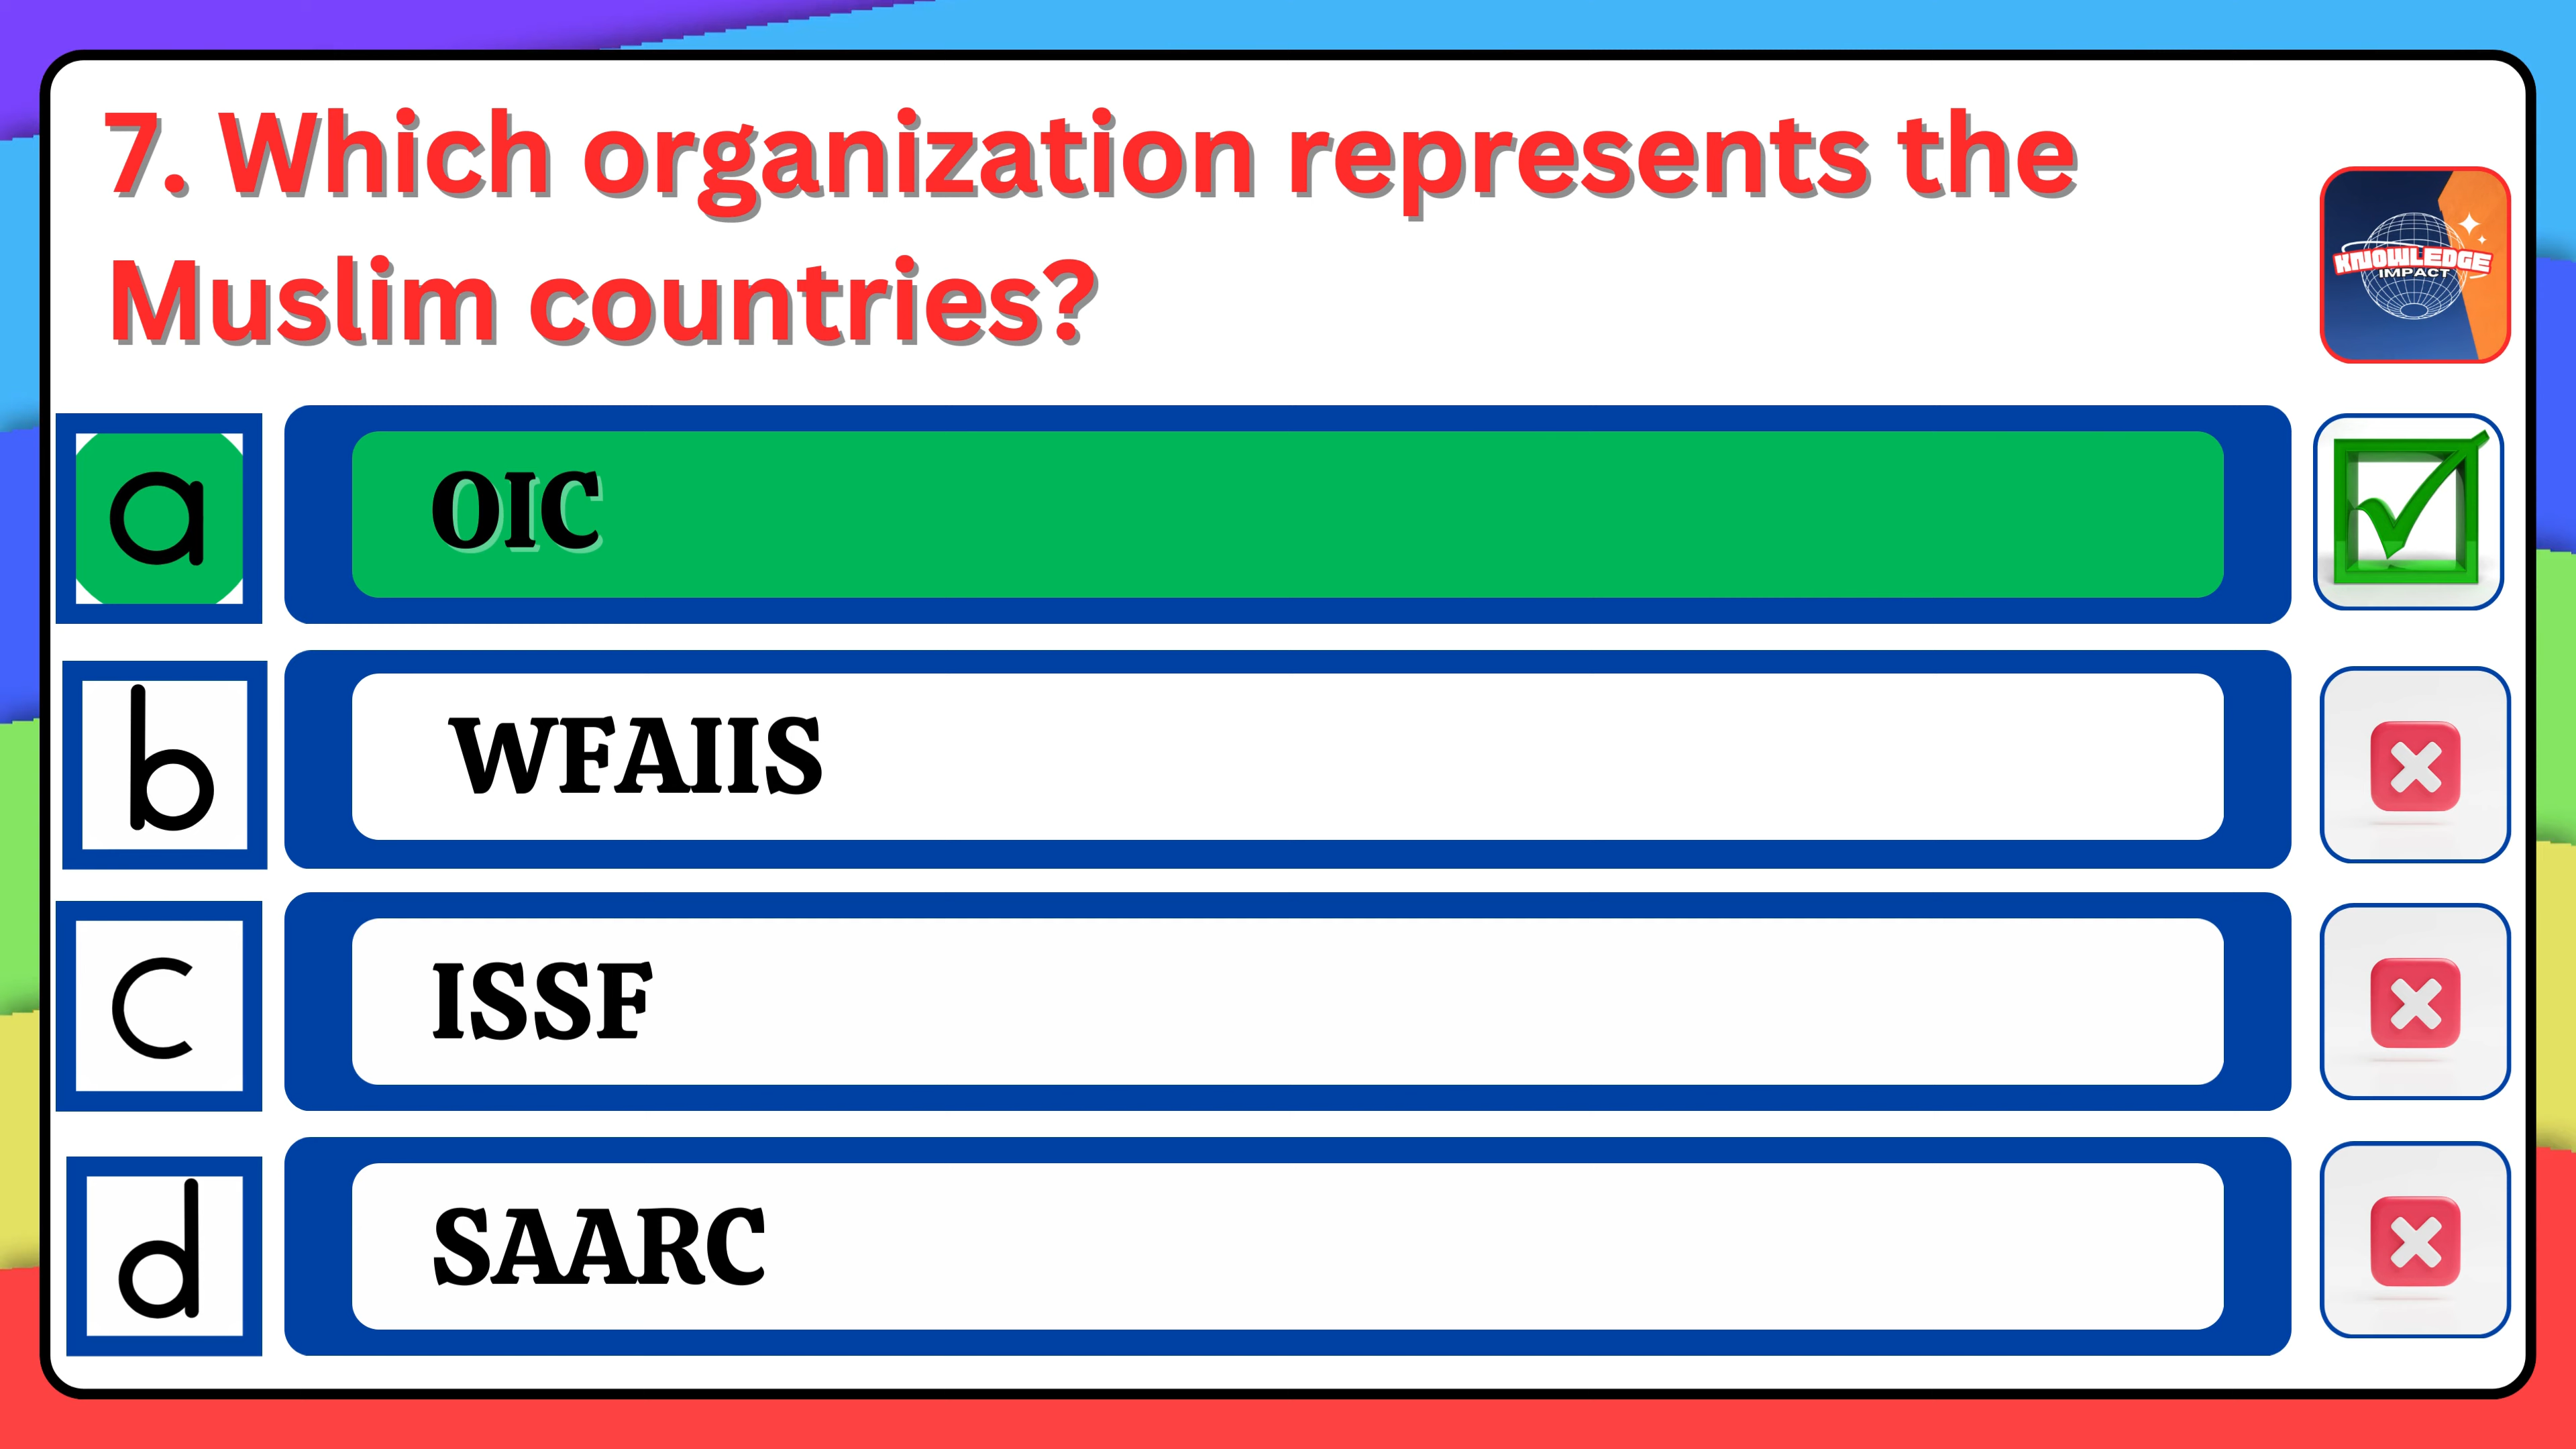 7. Which organization represents the
Muslim countries?
KNOWLEDGE
IMPACT
a
OIC
b
WFAIIS
c
ISSF
d
SAARC